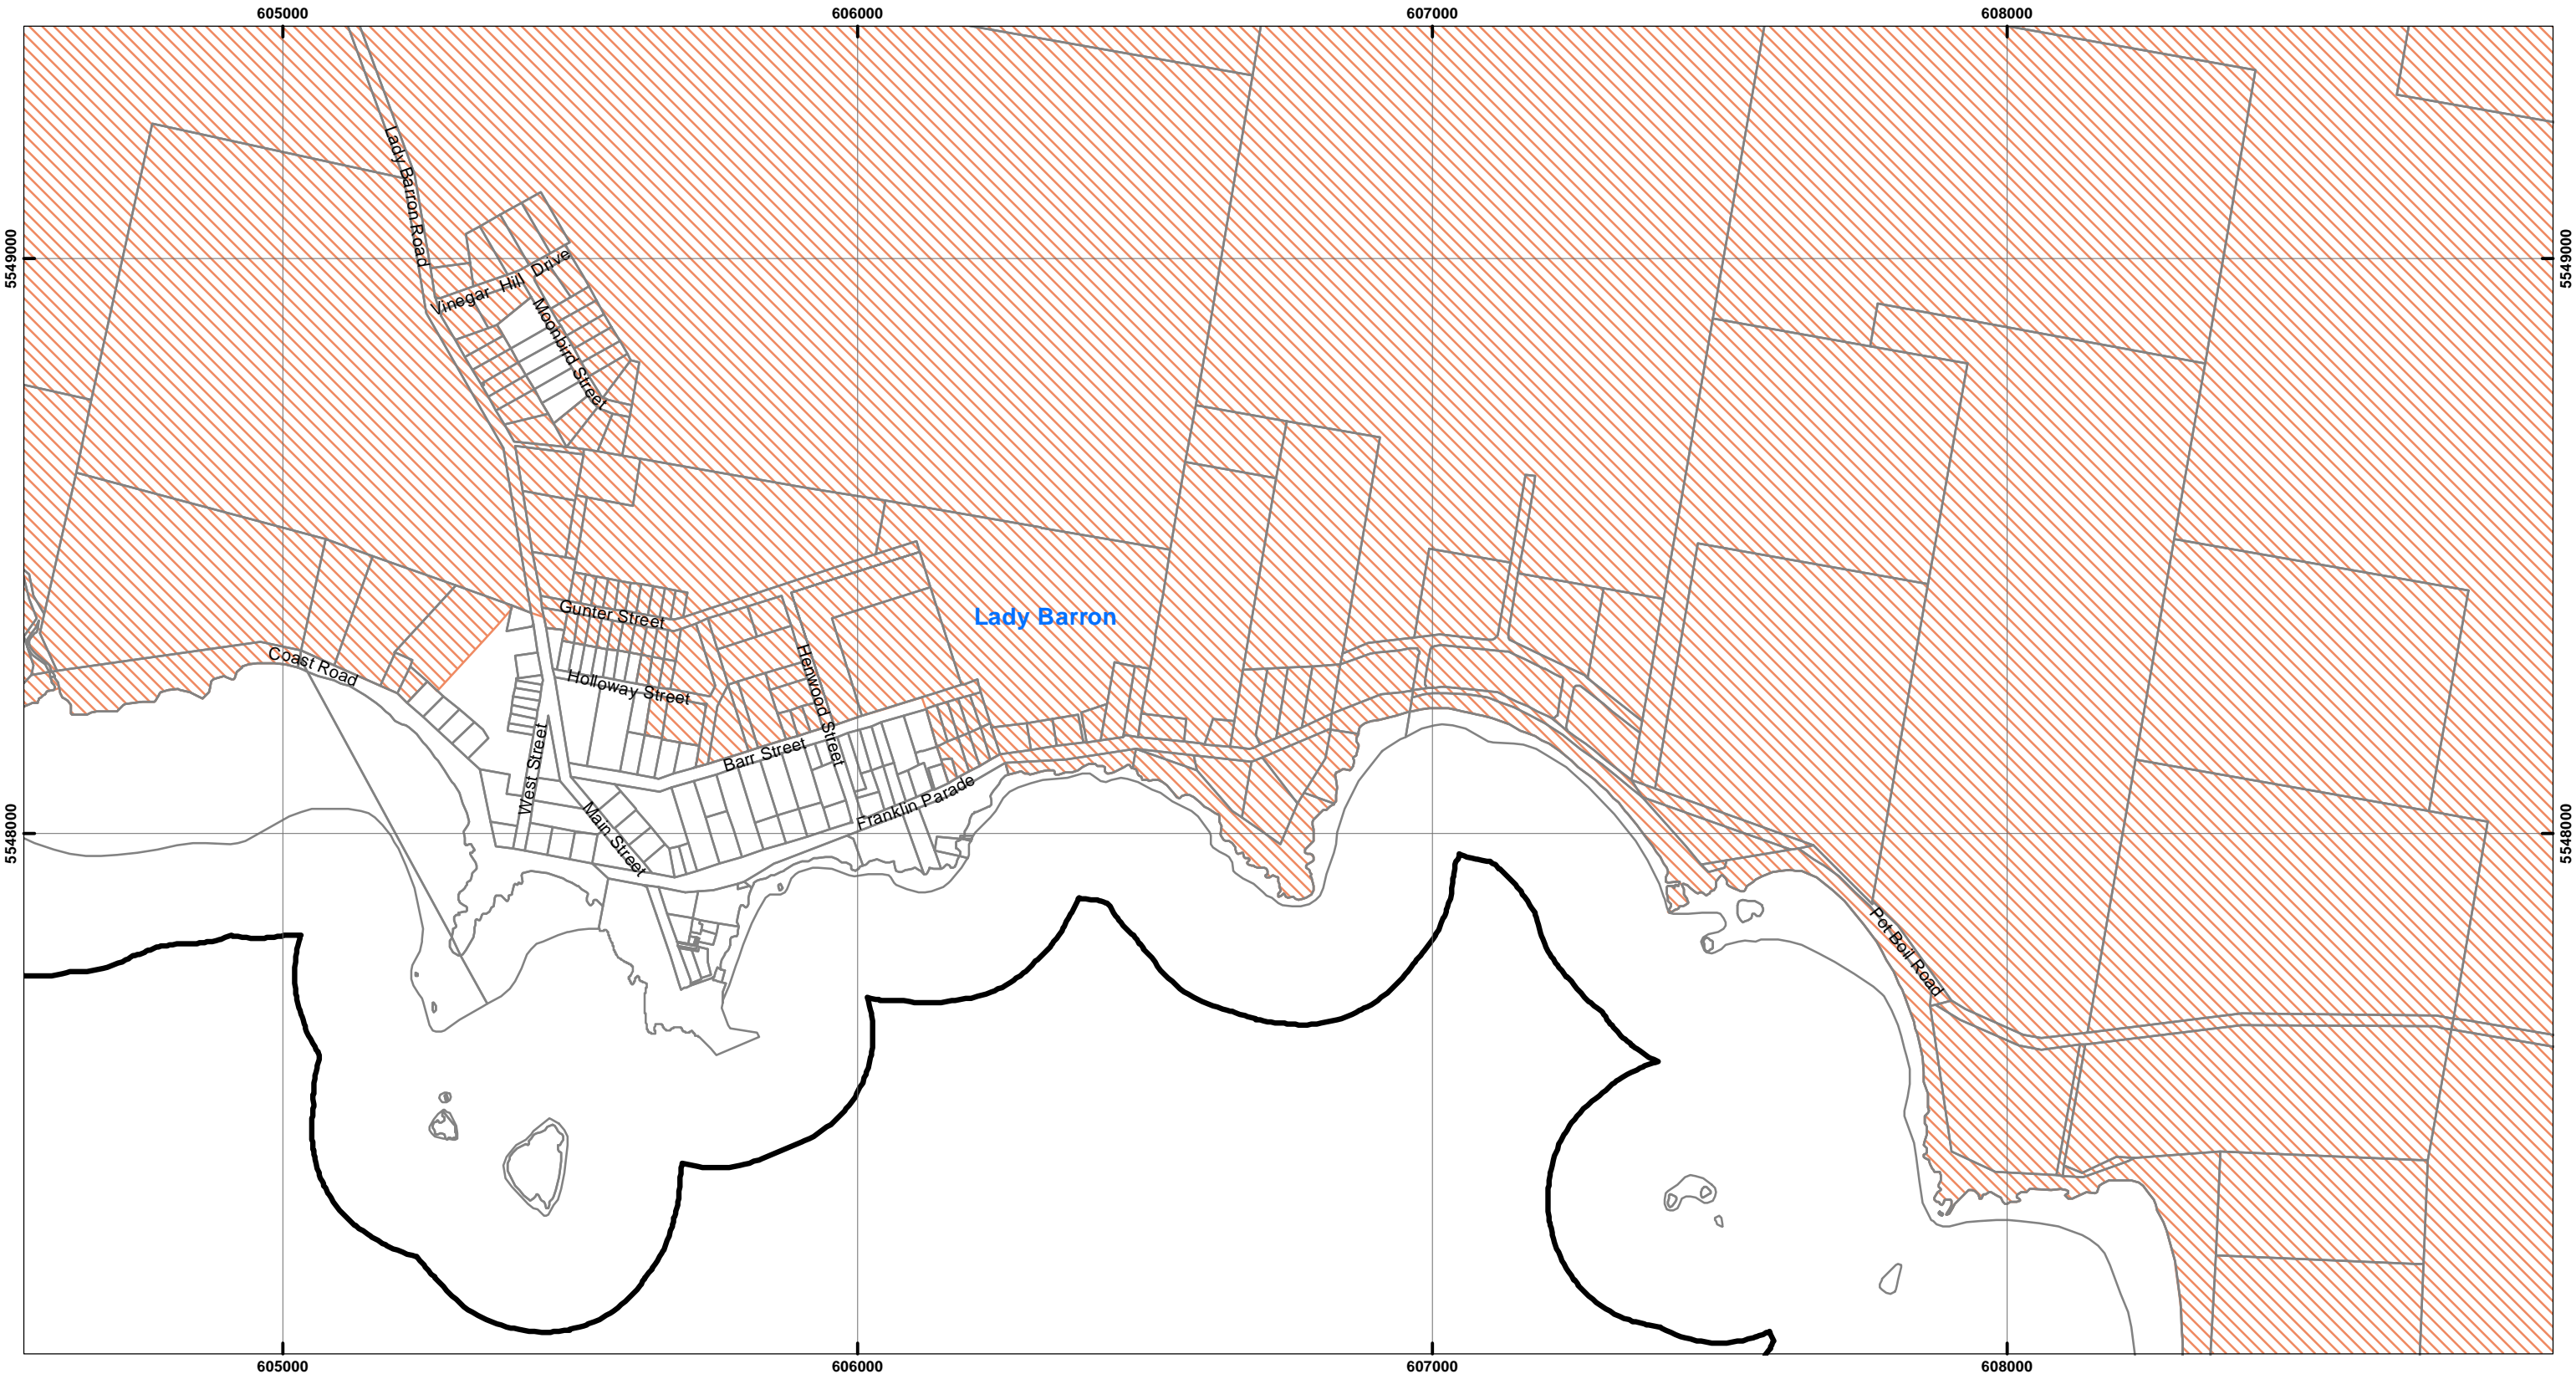 605000
606000
607000
608000
Lady Barron Road
5549000
5549000
Vinegar Hill Drive
Moonbird Street
Gunter Street
Lady Barron
Coast Road
Holloway Street
Henwood Street
Barr Street
West Street
Franklin Parade
Main Street
5548000
5548000
Pot Boil Road
605000
606000
607000
608000